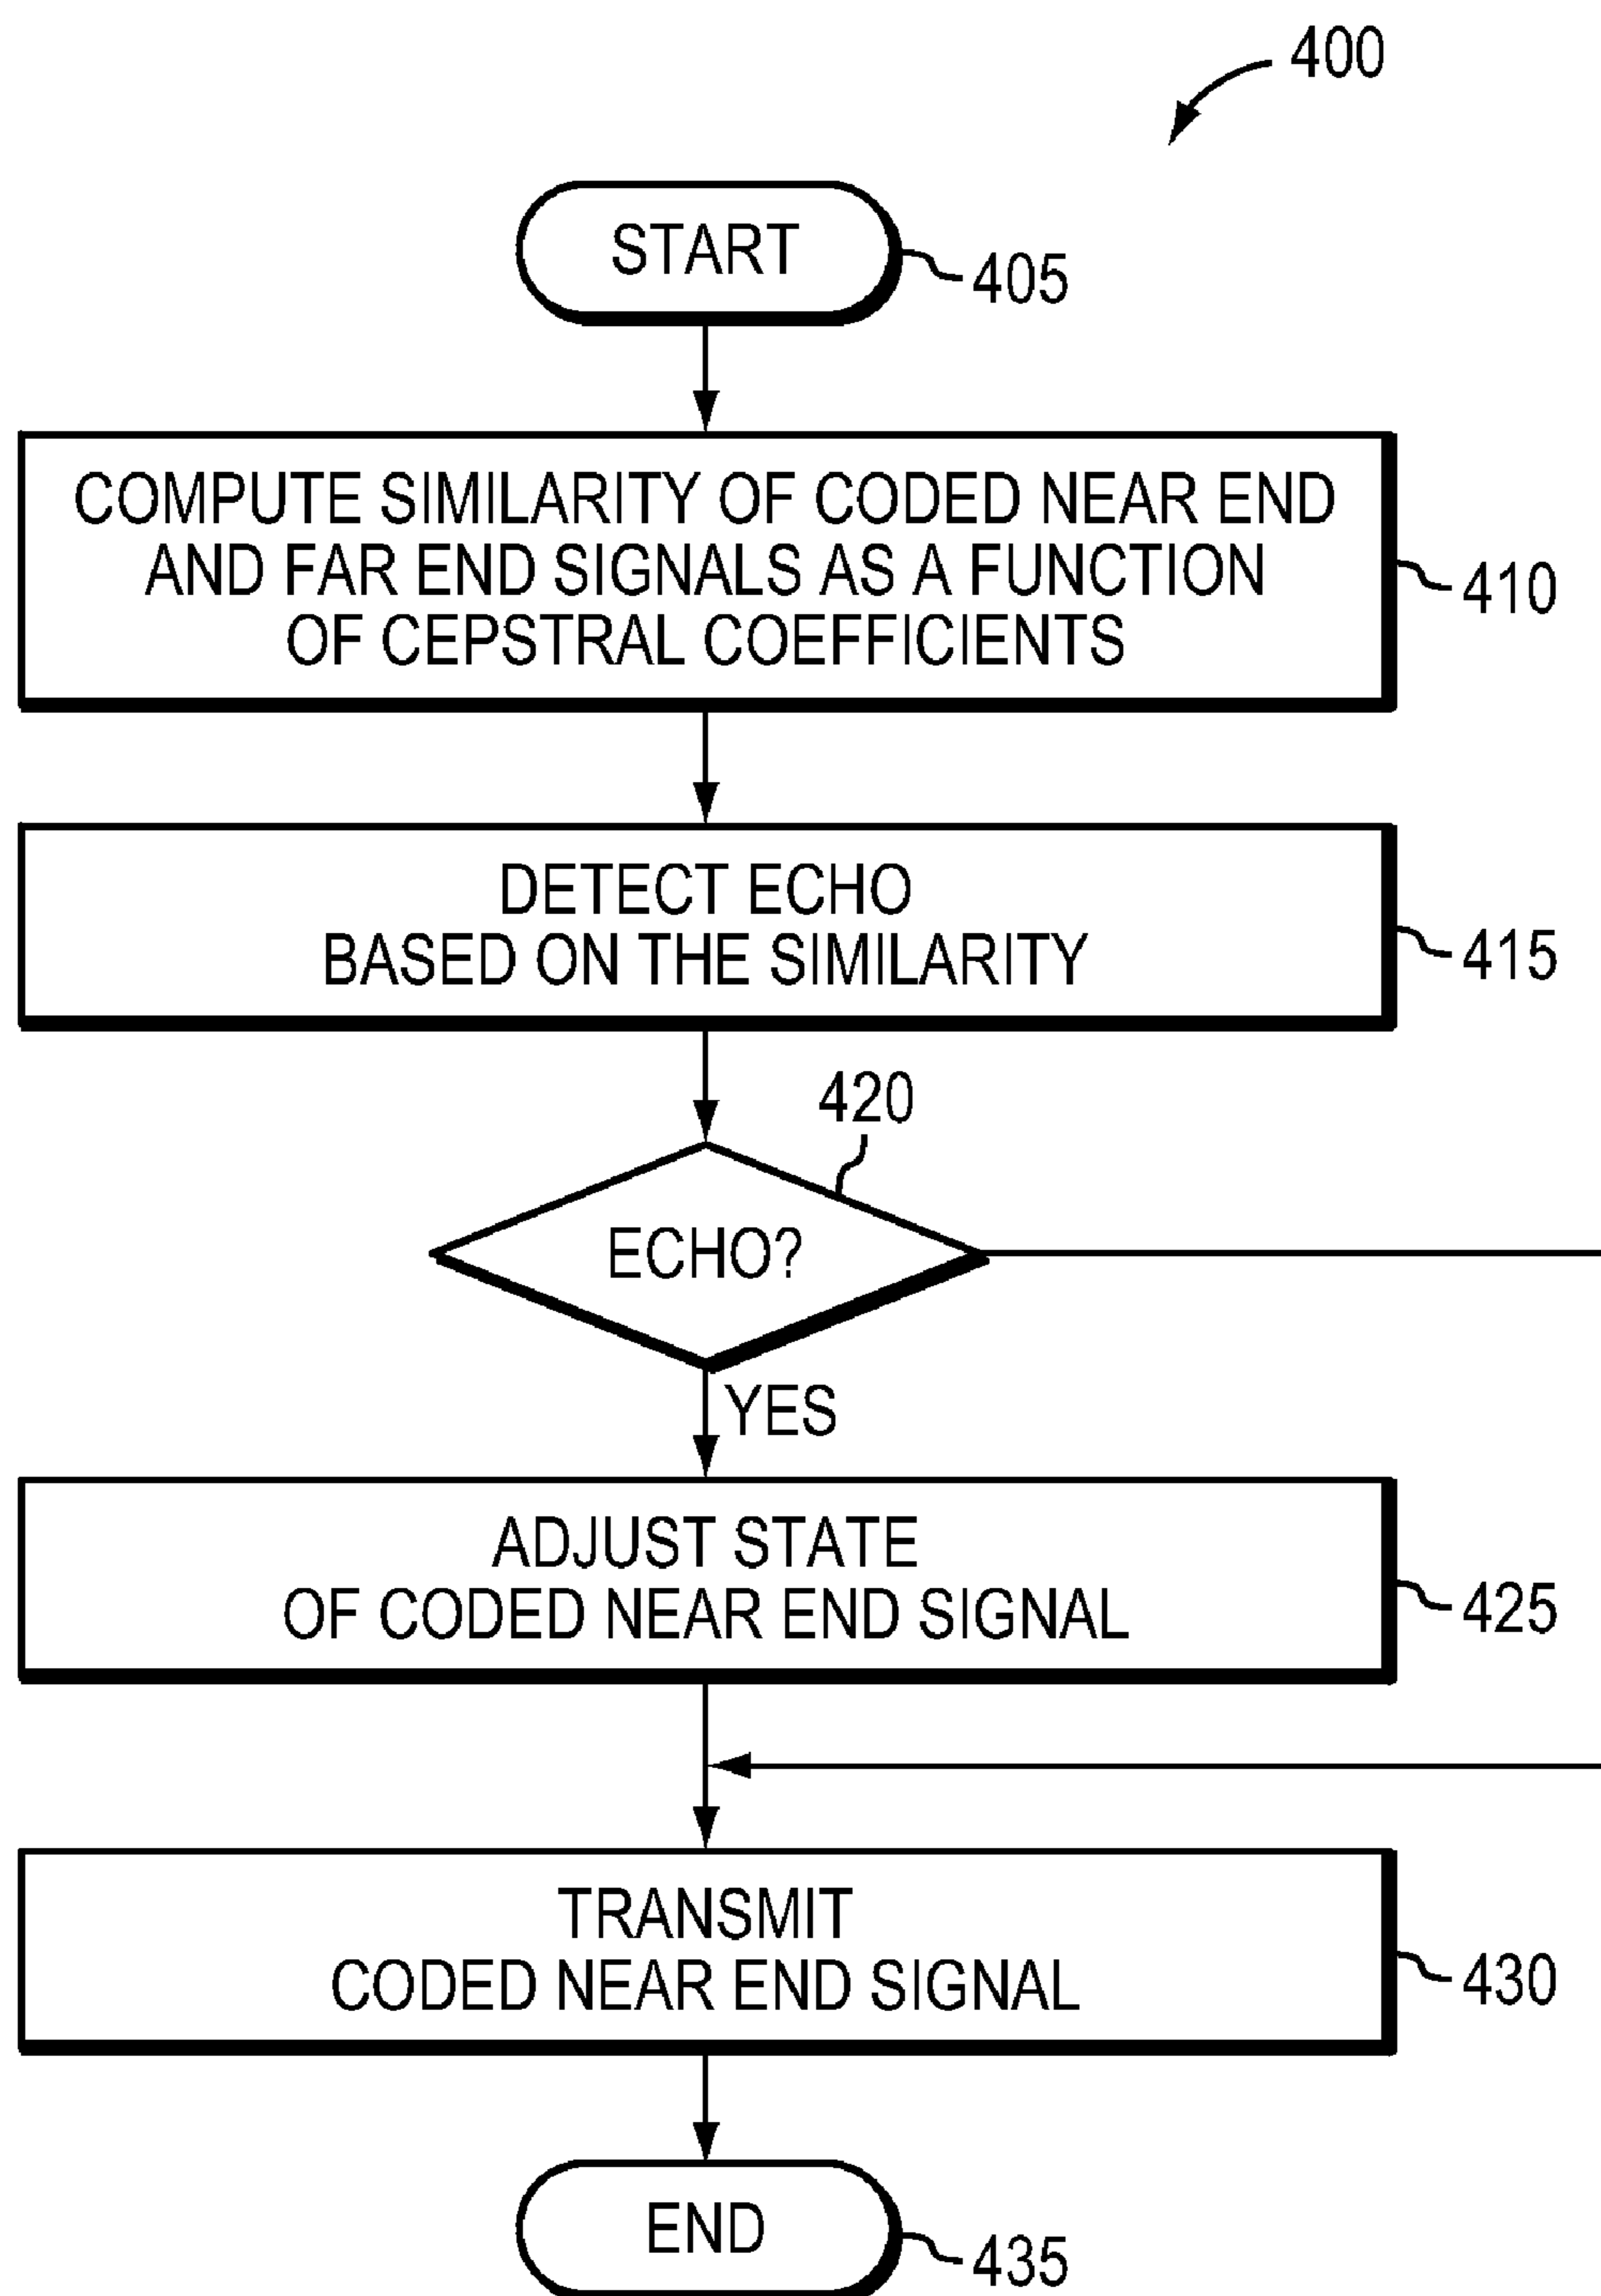 400
START
405
COMPUTE SIMILARITY OF CODED NEAR END
AND FAR END SIGNALS AS A FUNCTION
OF CEPSTRAL COEFFICIENTS
410
DETECT ECHO
BASED ON THE SIMILARITY
415
420
ECHO?
YES
ADJUST STATE
OF CODED NEAR END SIGNAL
425
TRANSMIT
CODED NEAR END SIGNAL
430
END
435